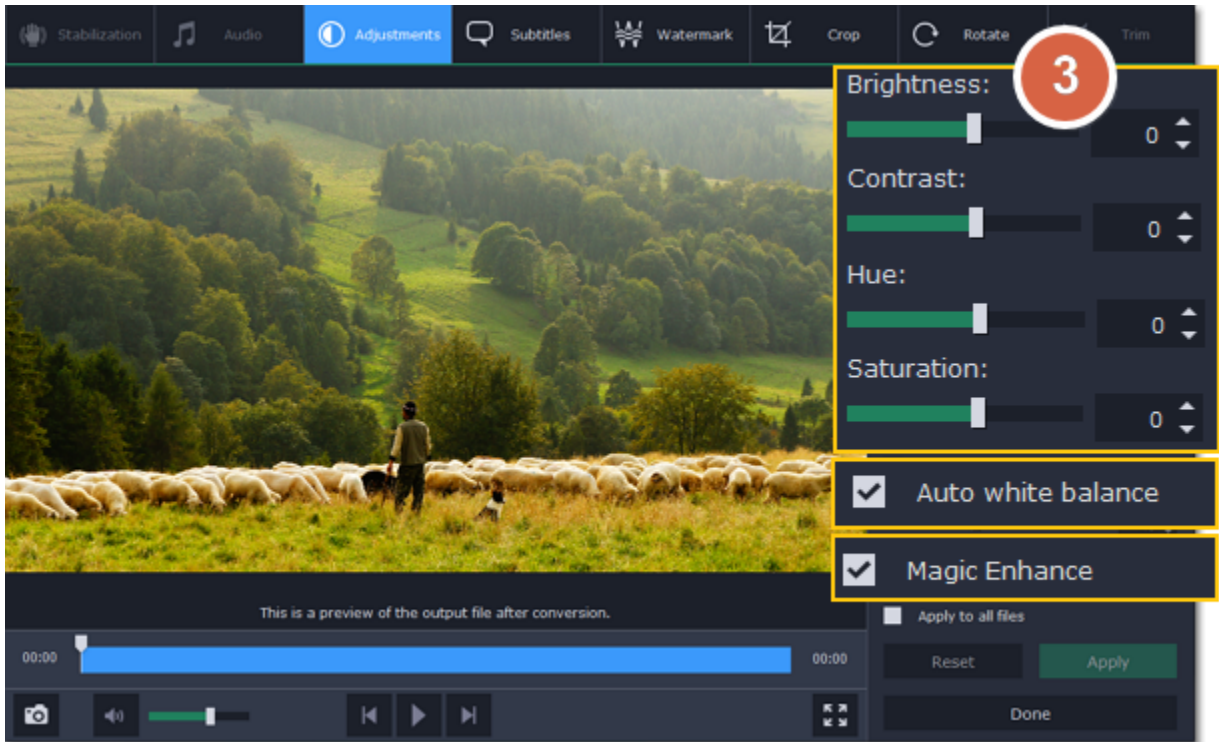 Stabilization Audio Adjustments Subtitles Watermark Crop Rotate Trim
3
Brightness:
0
Contrast:
0
Hue:
0
Saturation:
0
Auto white balance
Magic Enhance
This is a preview of the output file after conversion.
Apply to all files
00:00 00:00
Reset Apply
Done